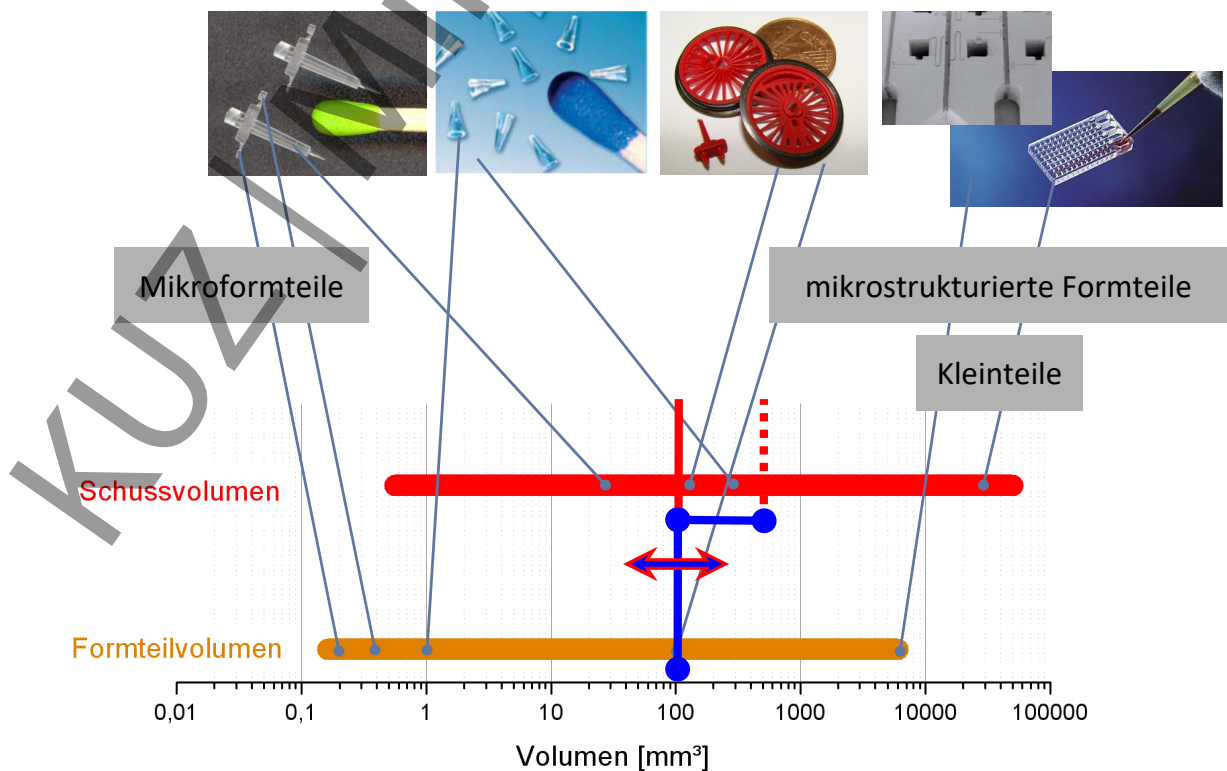 KUZ
Mikroformteile
mikrostrukturierte Formteile
Kleinteile
Schussvolumen
Formteilvolumen
0,01 0,1 1 10 100 1000 10000 100000
Volumen [mm³]